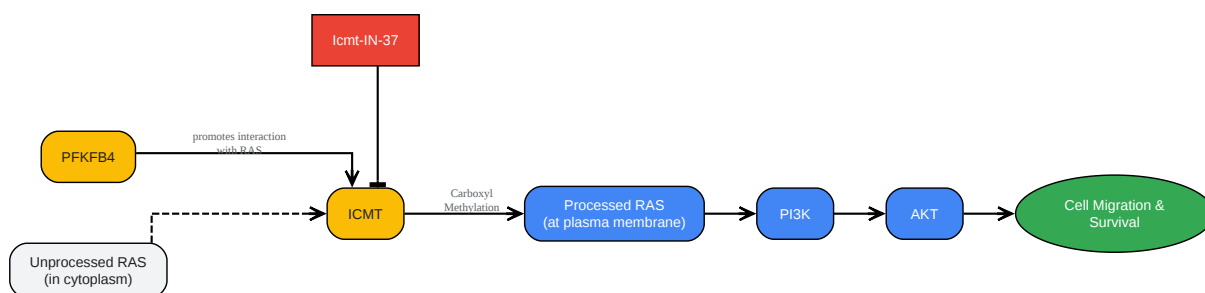 Icmt-IN-37
promotes interaction
with RAS
PFKFB4
Carboxyl
Methylation
ICMT
Processed RAS
(at plasma membrane)
PI3K
AKT
Cell Migration &
Survival
Unprocessed RAS
(in cytoplasm)